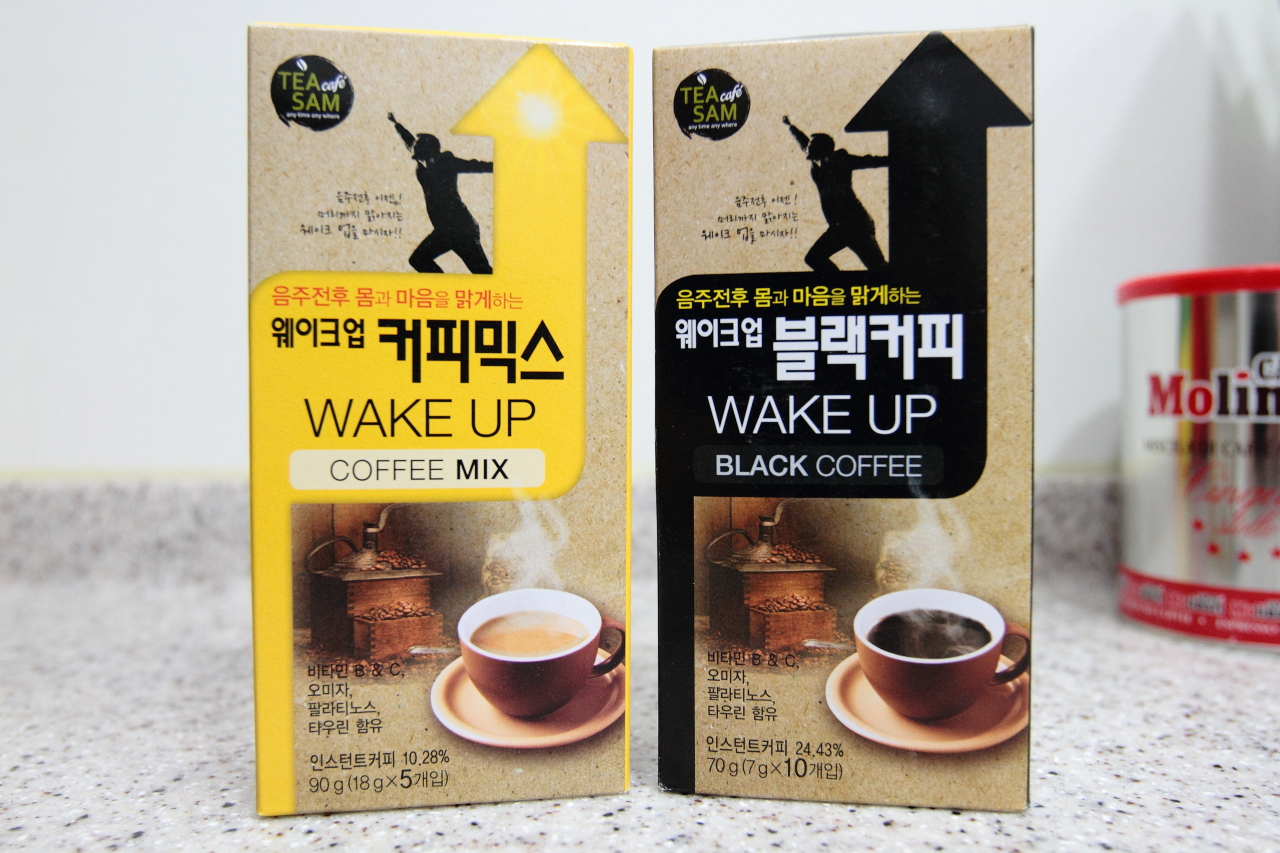 TEA café
SAM
any time any where
음주전후 이젠!
머리까지 맑아지는
웨이크 업을 마시자!!
음주전후 몸과 마음을 맑게하는
웨이크업 커피믹스
WAKE UP
COFFEE MIX
비타민 B & C,
오미자,
팔라티노스,
타우린 함유
인스턴트커피 10.28%
90g(18g×5개입)
TEA café
SAM
any time any where
음주전후 이젠!
머리까지 맑아지는
웨이크 업을 마시자!!
음주전후 몸과 마음을 맑게하는
웨이크업 블랙커피
WAKE UP
BLACK COFFEE
비타민 B & C,
오미자,
팔라티노스,
타우린 함유
인스턴트커피 24.43%
70g(7g×10개입)
Molin